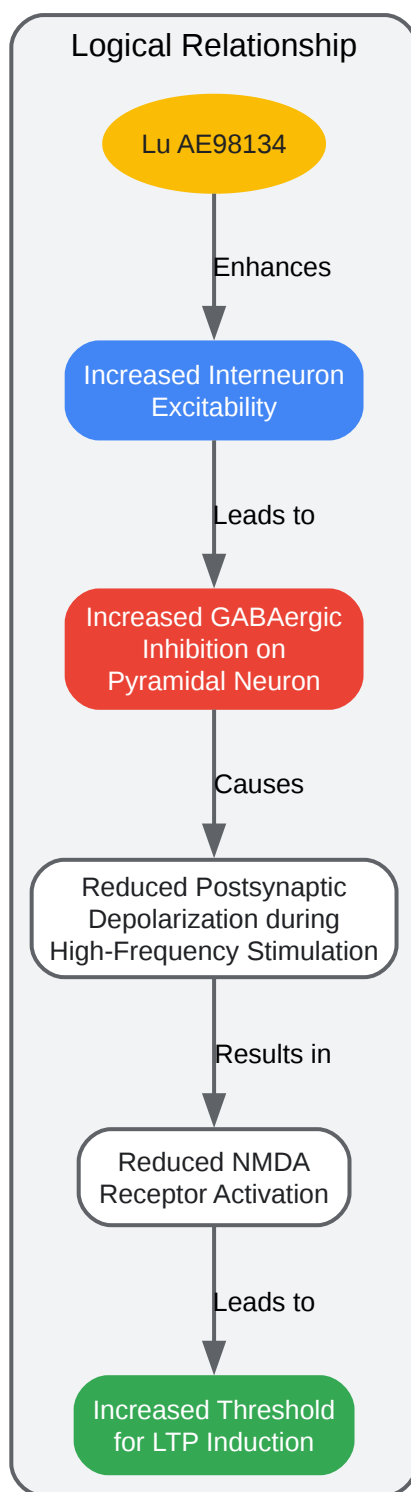 Logical Relationship
Lu AE98134
Enhances
Increased Interneuron
Excitability
Leads to
Increased GABAergic
Inhibition on
Pyramidal Neuron
Causes
Reduced Postsynaptic
Depolarization during
High-Frequency Stimulation
Results in
Reduced NMDA
Receptor Activation
Leads to
Increased Threshold
for LTP Induction